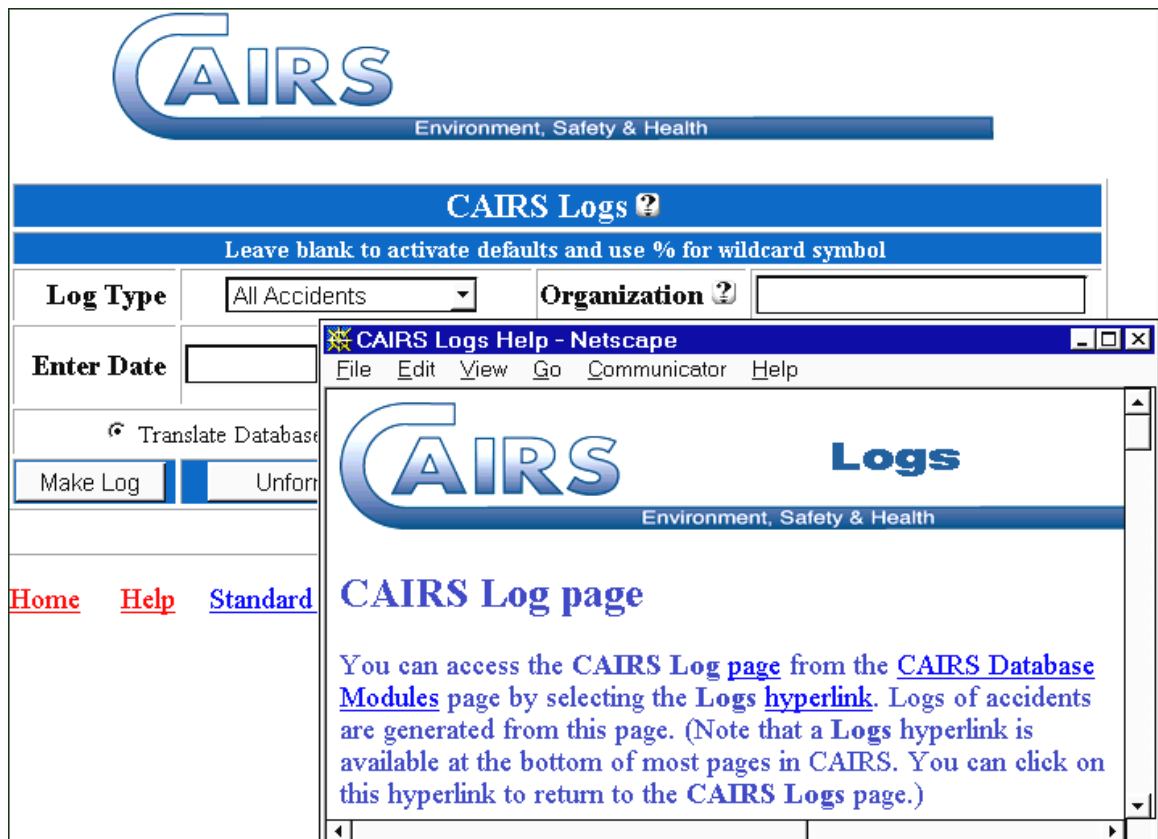 CAIRS
Environment, Safety & Health
CAIRS Logs ?
Leave blank to activate defaults and use % for wildcard symbol
Log Type All Accidents Organization ?
Enter Date
Translate Database
Make Log Unfor
Home Help Standard
CAIRS Logs Help - Netscape
File Edit View Go Communicator Help
CAIRS Logs
Environment, Safety & Health
CAIRS Log page
You can access the CAIRS Log page from the CAIRS Database
Modules page by selecting the Logs hyperlink. Logs of accidents
are generated from this page. (Note that a Logs hyperlink is
available at the bottom of most pages in CAIRS. You can click on
this hyperlink to return to the CAIRS Logs page.)